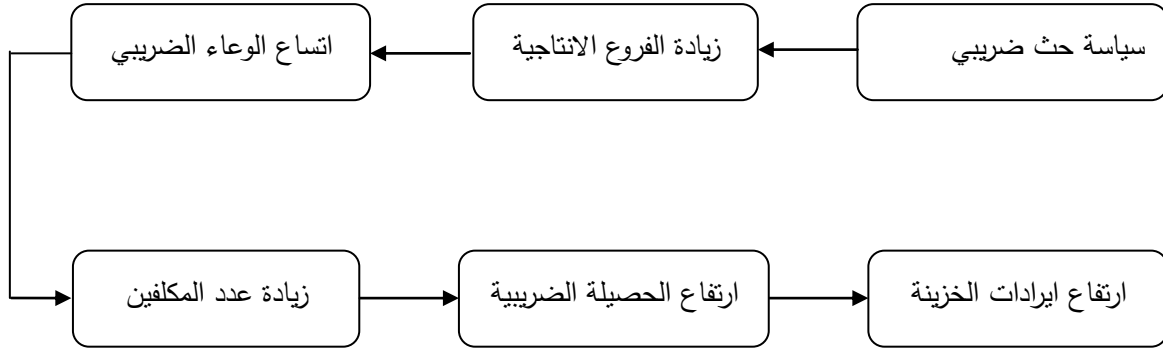 سياسة حث ضريبي
زيادة الفروع الانتاجية
اتساع الوعاء الضريبي
زيادة عدد المكلفين
ارتفاع الحصيلة الضريبية
ارتفاع ايرادات الخزينة